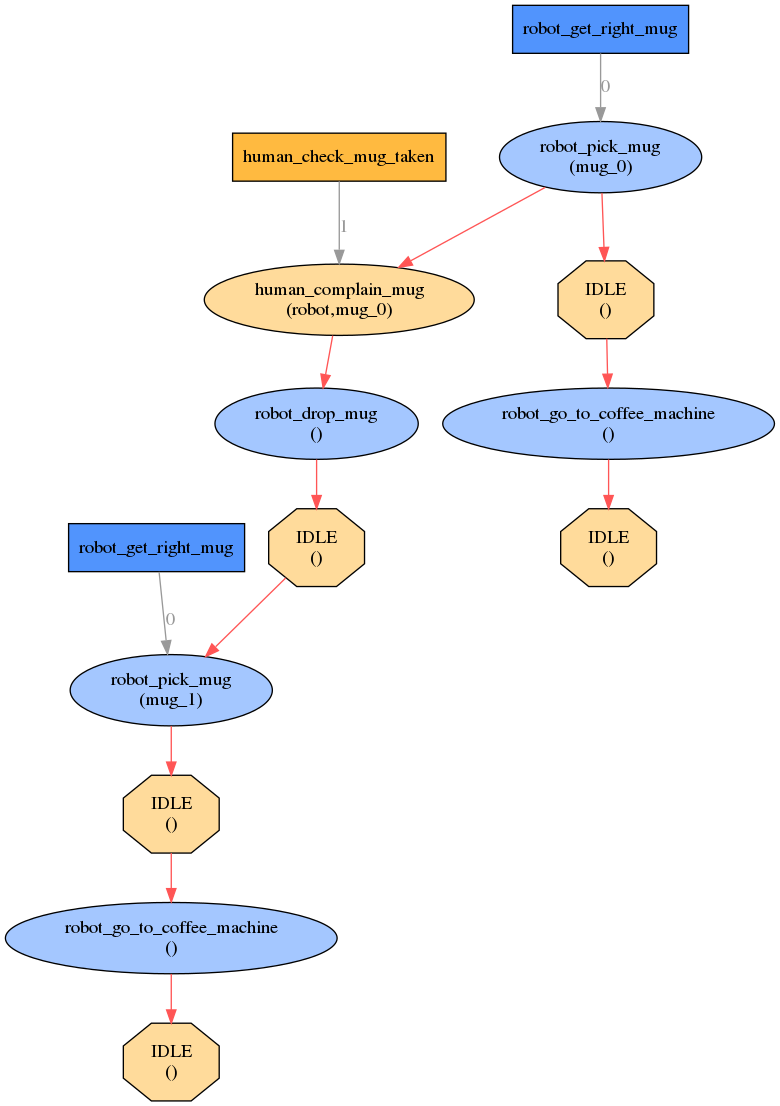 robot_get_right_mug
0
human_check_mug_taken
robot_pick_mug
(mug_0)
1
human_complain_mug
(robot,mug_0)
IDLE
()
robot_drop_mug
()
robot_go_to_coffee_machine
()
robot_get_right_mug
IDLE
()
IDLE
()
0
robot_pick_mug
(mug_1)
IDLE
()
robot_go_to_coffee_machine
()
IDLE
()